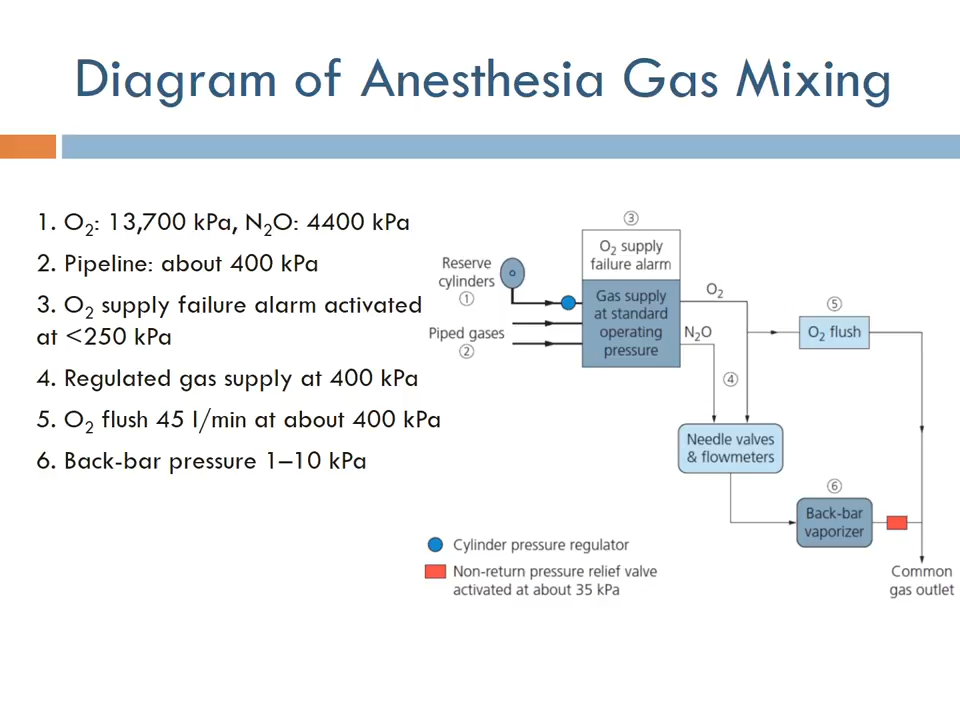 Diagram of Anesthesia Gas Mixing
1. O₂: 13,700 kPa, N₂O: 4400 kPa
2. Pipeline: about 400 kPa
3. O₂ supply failure alarm activated
at <250 kPa
4. Regulated gas supply at 400 kPa
5. O₂ flush 45 l/min at about 400 kPa
6. Back-bar pressure 1–10 kPa
③
O₂ supply
failure alarm
Reserve
cylinders
①
Piped gases
②
Gas supply
at standard
operating
pressure
O₂
N₂O
④
⑤
O₂ flush
Needle valves
& flowmeters
⑥
Back-bar
vaporizer
Common
gas outlet
Cylinder pressure regulator
Non-return pressure relief valve
activated at about 35 kPa